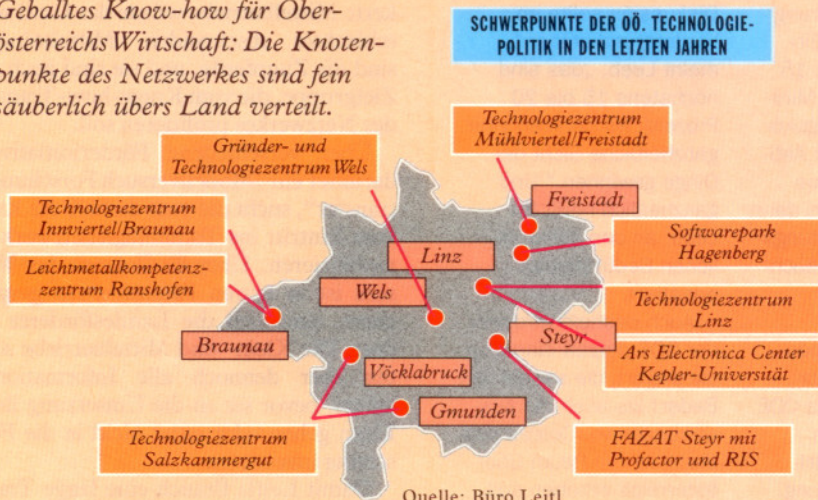 Geballtes Know-how für Ober-
österreichs Wirtschaft: Die Knoten-
punkte des Netzwerkes sind fein
säuberlich übers Land verteilt.
SCHWERPUNKTE DER OÖ. TECHNOLOGIE-
POLITIK IN DEN LETZTEN JAHREN
Technologiezentrum
Mühlviertel/Freistadt
Gründer- und
Technologiezentrum Wels
Technologiezentrum
Innviertel/Braunau
Leichtmetallkompetenz-
zentrum Ranshofen
Freistadt
Softwarepark
Hagenberg
Linz
Wels
Technologiezentrum
Linz
Steyr
Braunau
Ars Electronica Center
Kepler-Universität
Vöcklabruck
Gmunden
Technologiezentrum
Salzkammergut
FAZAT Steyr mit
Profactor und RIS
Quelle: Büro Leitl